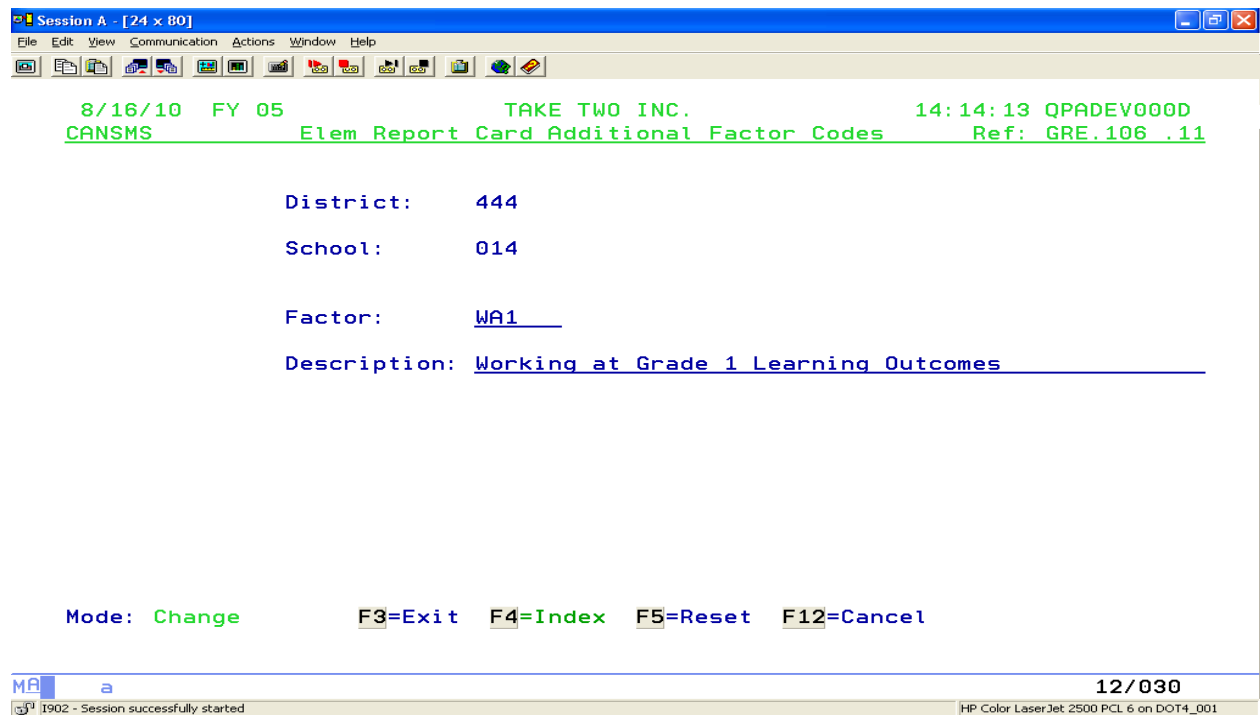 Session A - [24 x 80]
File Edit View Communication Actions Window Help
8/16/10 FY 05 TAKE TWO INC. 14:14:13 QPADEV000D
CANSMS Elem Report Card Additional Factor Codes Ref: GRE.106 .11
District: 444
School: 014
Factor: WA1
Description: Working at Grade 1 Learning Outcomes
Mode: Change F3=Exit F4=Index F5=Reset F12=Cancel
MA a 12/030
I902 - Session successfully started HP Color LaserJet 2500 PCL 6 on DOT4_001